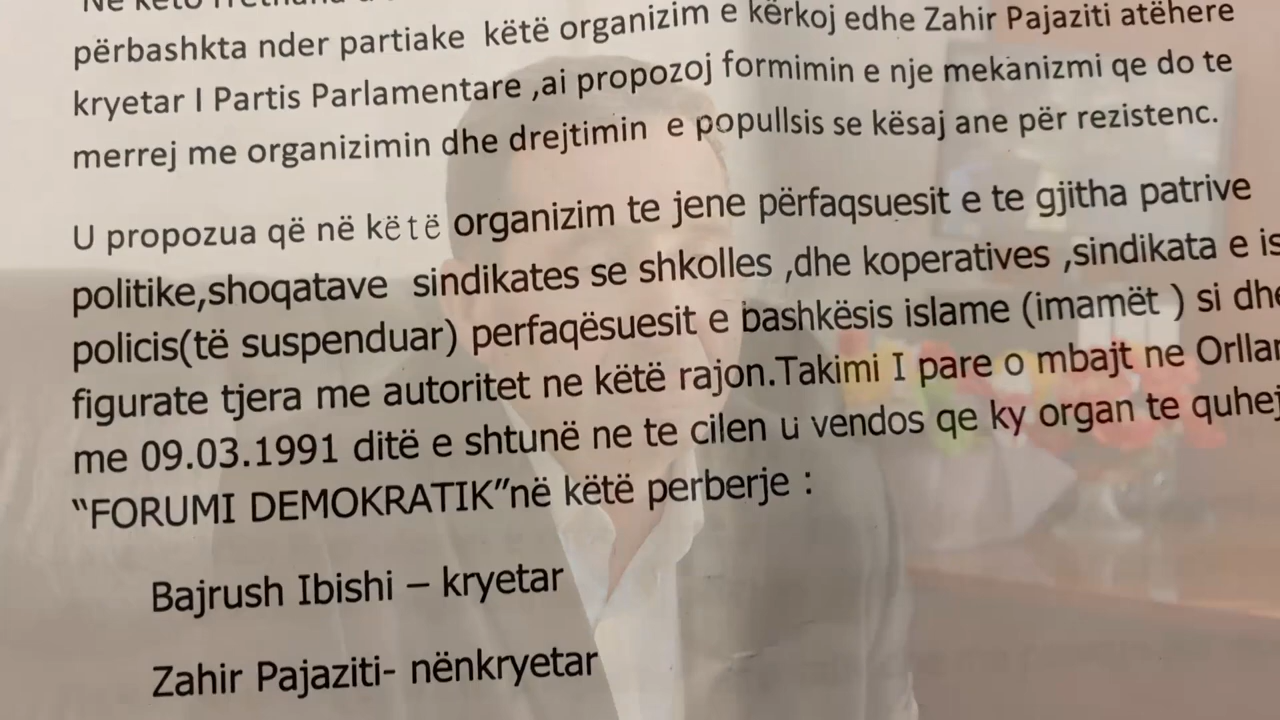 përbashkta nder partiake këtë organizim e kërkoj edhe Zahir Pajaziti atëhere
kryetar I Partis Parlamentare ,ai propozoj formimin e nje mekanizmi qe do te
merrej me organizimin dhe drejtimin e popullsis se kësaj ane për rezistenc.
U propozua që në këtë organizim te jene përfaqsuesit e te gjitha patrive
politike,shoqatave sindikates se shkolles ,dhe koperatives ,sindikata e
policis(të suspenduar) perfaqësuesit e bashkësis islame (imamët ) si
figurate tjera me autoritet ne këtë rajon.Takimi I pare o mbajt ne
me 09.03.1991 ditë e shtunë ne te cilen u vendos qe ky organ te
“FORUMI DEMOKRATIK”në këtë perberje :
Bajrush Ibishi – kryetar
Zahir Pajaziti- nënkryetar